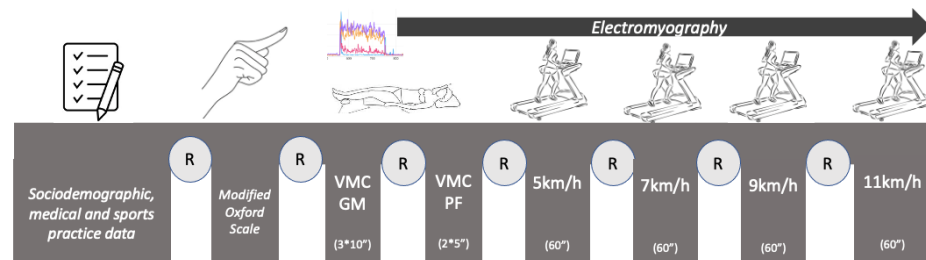 Electromyography
R
R
R
R
R
R
R
Sociodemographic,
medical and sports
practice data
Modified
Oxford
Scale
VMC
GM
(3*10”)
VMC
PF
(2*5”)
5km/h
(60”)
7km/h
(60”)
9km/h
(60”)
11km/h
(60”)